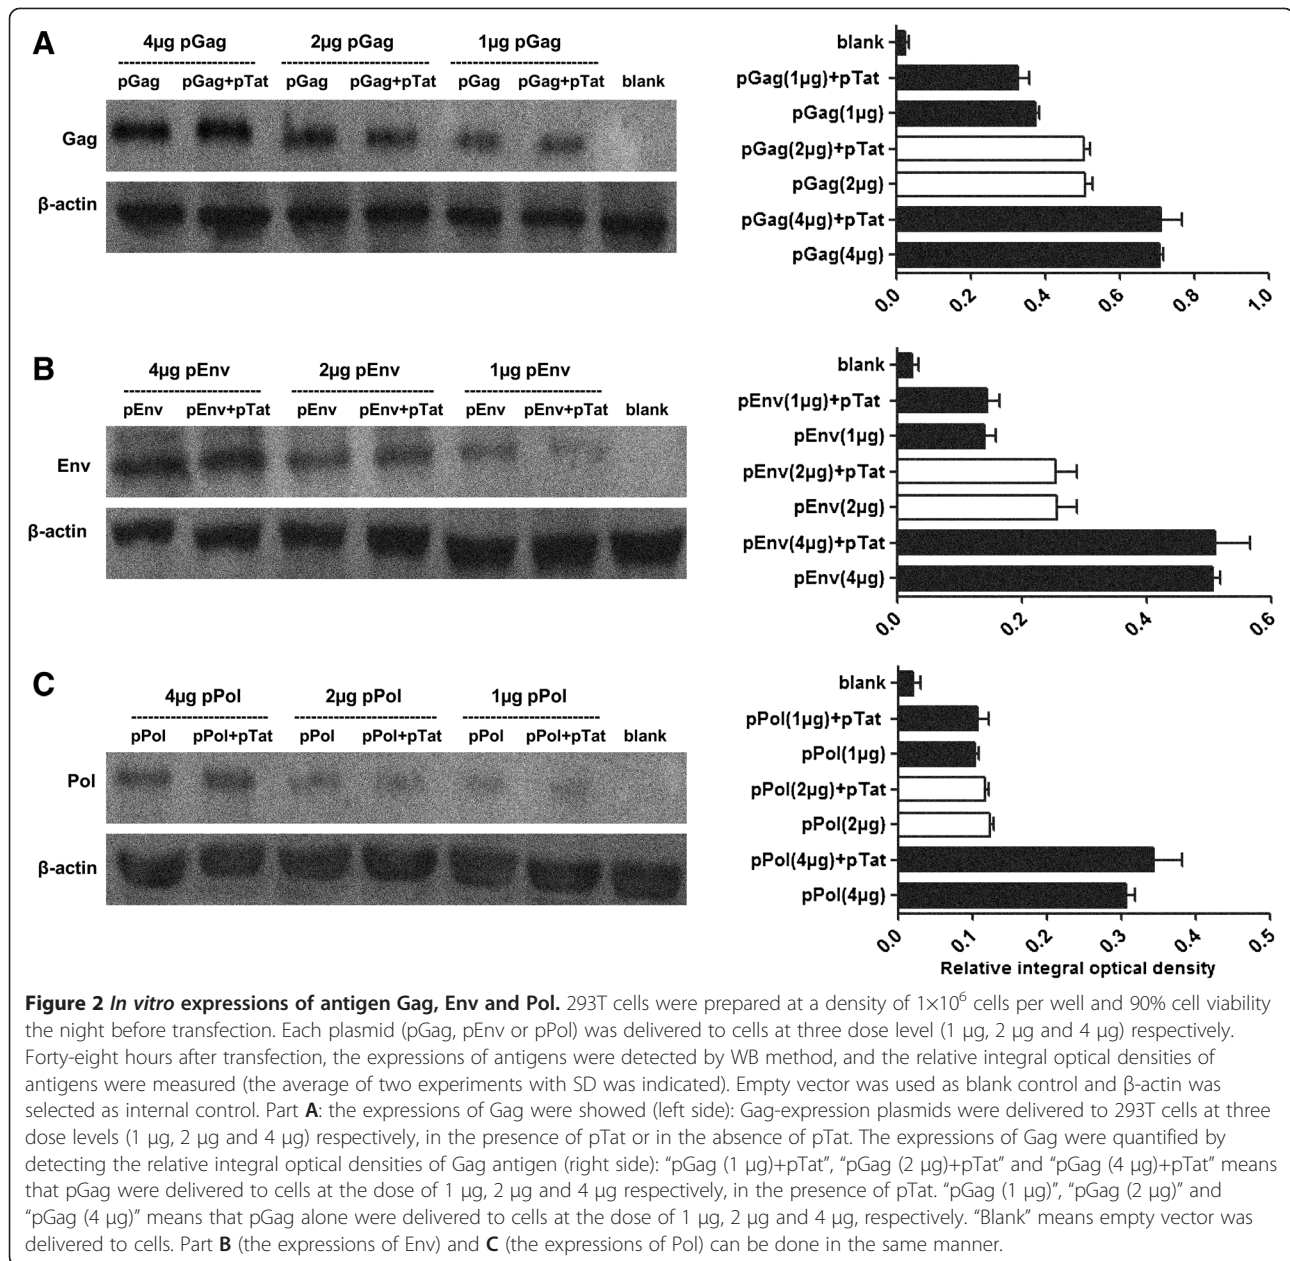 A
4μg pGag 2μg pGag 1μg pGag
pGag pGag+pTat pGag pGag+pTat pGag pGag+pTat blank
Gag
β-actin
blank
pGag(1μg)+pTat
pGag(1μg)
pGag(2μg)+pTat
pGag(2μg)
pGag(4μg)+pTat
pGag(4μg)
0.0 0.2 0.4 0.6 0.8 1.0
B
4μg pEnv 2μg pEnv 1μg pEnv
pEnv pEnv+pTat pEnv pEnv+pTat pEnv pEnv+pTat blank
Env
β-actin
blank
pEnv(1μg)+pTat
pEnv(1μg)
pEnv(2μg)+pTat
pEnv(2μg)
pEnv(4μg)+pTat
pEnv(4μg)
0.0 0.2 0.4 0.6
C
4μg pPol 2μg pPol 1μg pPol
pPol pPol+pTat pPol pPol+pTat pPol pPol+pTat blank
Pol
β-actin
blank
pPol(1μg)+pTat
pPol(1μg)
pPol(2μg)+pTat
pPol(2μg)
pPol(4μg)+pTat
pPol(4μg)
0.0 0.1 0.2 0.3 0.4 0.5
Relative integral optical density
Figure 2 In vitro expressions of antigen Gag, Env and Pol. 293T cells were prepared at a density of 1×10⁶ cells per well and 90% cell viability
the night before transfection. Each plasmid (pGag, pEnv or pPol) was delivered to cells at three dose level (1 μg, 2 μg and 4 μg) respectively.
Forty-eight hours after transfection, the expressions of antigens were detected by WB method, and the relative integral optical densities of
antigens were measured (the average of two experiments with SD was indicated). Empty vector was used as blank control and β-actin was
selected as internal control. Part A: the expressions of Gag were showed (left side): Gag-expression plasmids were delivered to 293T cells at three
dose levels (1 μg, 2 μg and 4 μg) respectively, in the presence of pTat or in the absence of pTat. The expressions of Gag were quantified by
detecting the relative integral optical densities of Gag antigen (right side): “pGag (1 μg)+pTat”, “pGag (2 μg)+pTat” and “pGag (4 μg)+pTat” means
that pGag were delivered to cells at the dose of 1 μg, 2 μg and 4 μg respectively, in the presence of pTat. “pGag (1 μg)”, “pGag (2 μg)” and
“pGag (4 μg)” means that pGag alone were delivered to cells at the dose of 1 μg, 2 μg and 4 μg, respectively. “Blank” means empty vector was
delivered to cells. Part B (the expressions of Env) and C (the expressions of Pol) can be done in the same manner.